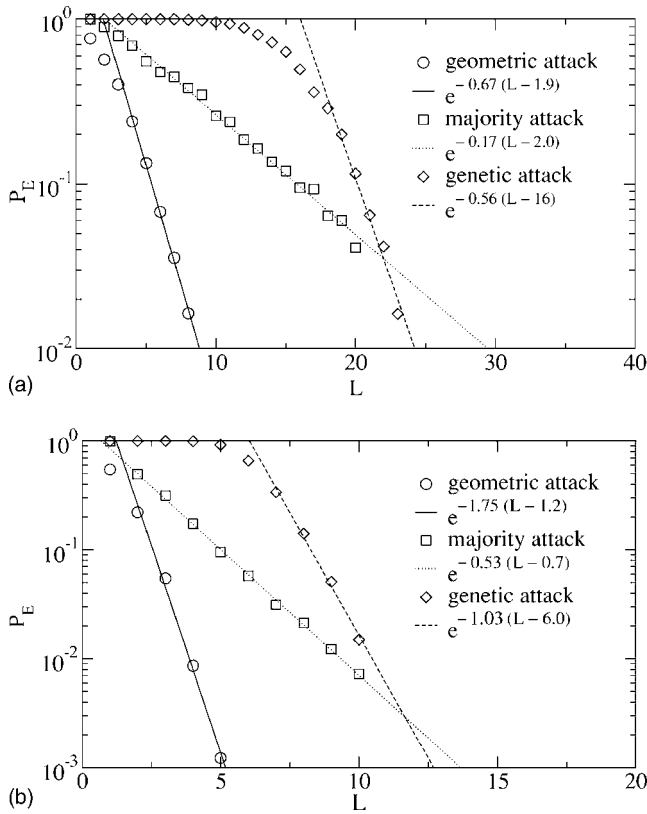 10^0
geometric attack
e^-0.67 (L-1.9)
majority attack
e^-0.17 (L-2.0)
genetic attack
e^-0.56 (L-16)
10^-1
P_E
10^-2
0 10 20 30 40
(a)
L
10^0
geometric attack
e^-1.75 (L-1.2)
majority attack
e^-0.53 (L-0.7)
genetic attack
e^-1.03 (L-6.0)
10^-1
P_E
10^-2
10^-3
0 5 10 15 20
(b)
L